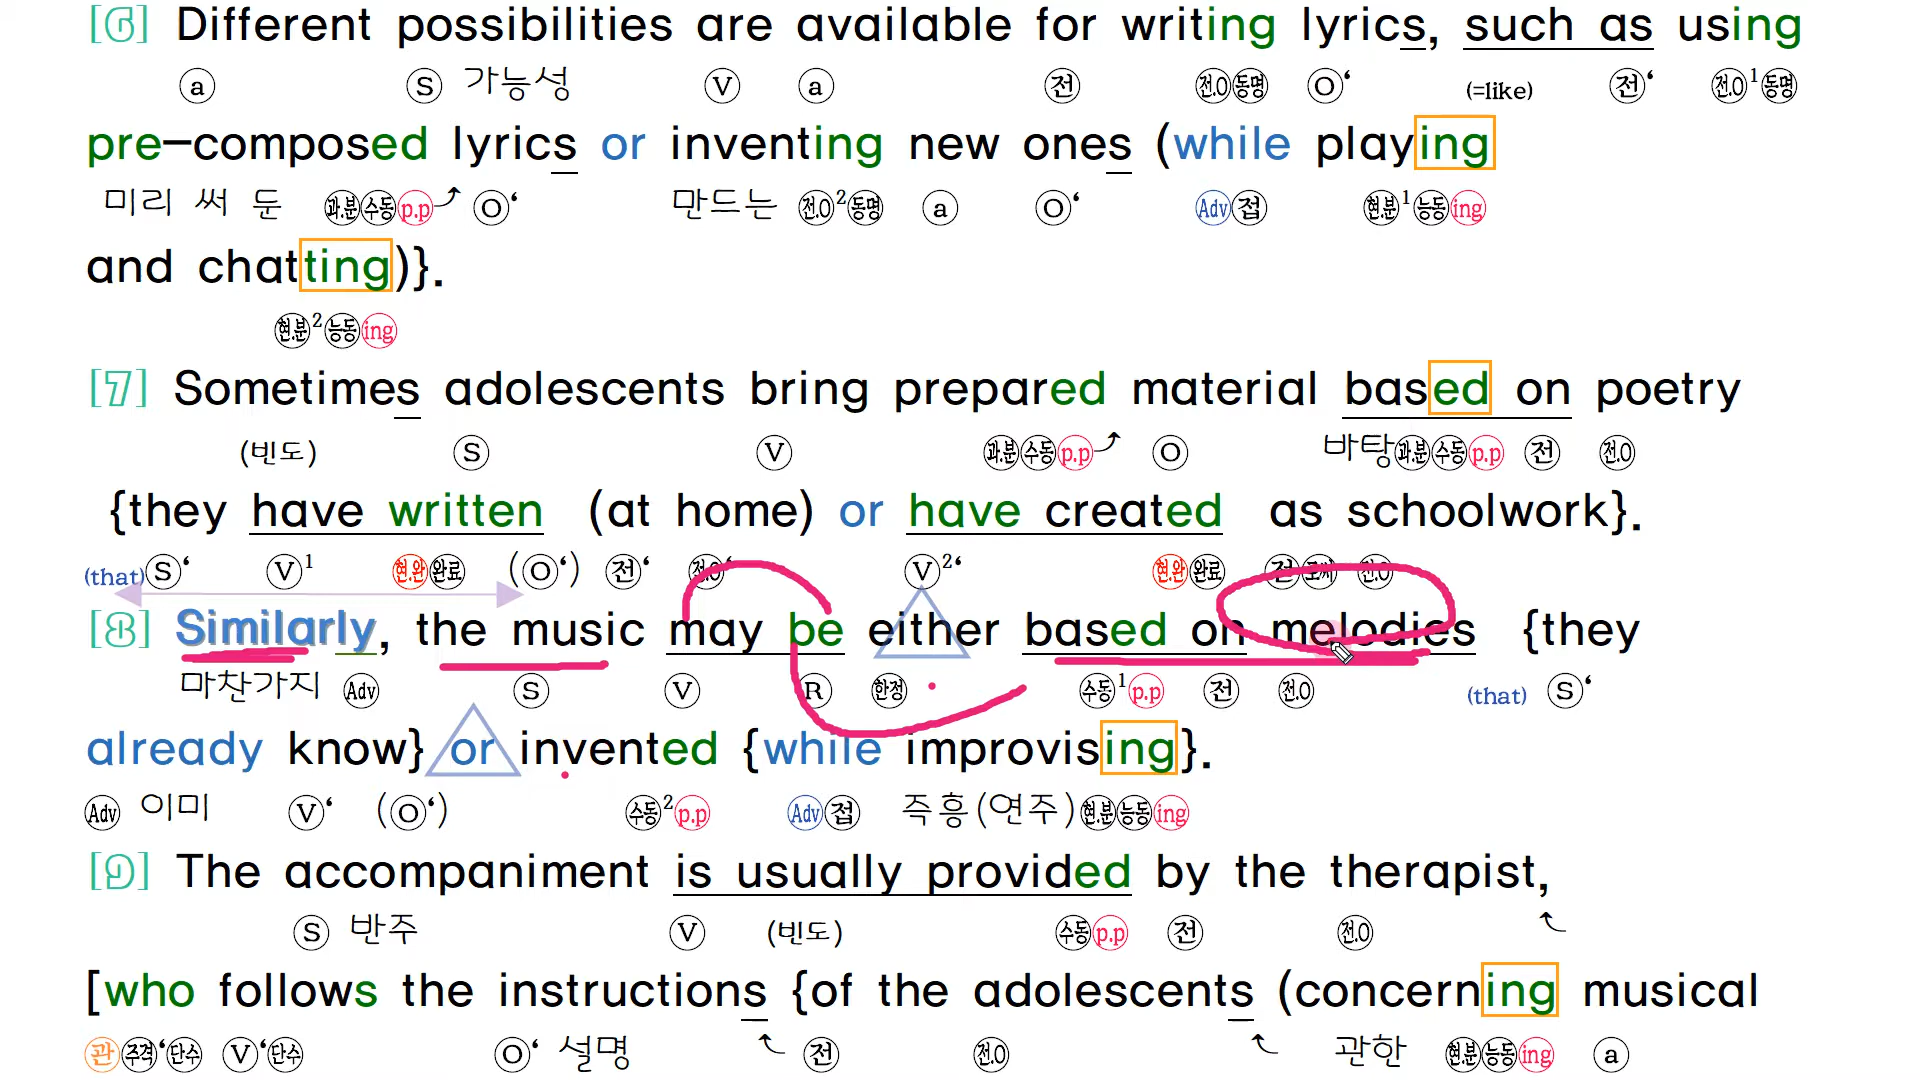 [6] Different possibilities are available for writing lyrics, such as using
a S 가능성 V a 전 전.O 동명 O‘ (=like) 전‘ 전.O 1 동명
pre-composed lyrics or inventing new ones (while playing
미리 써 둔 과.분 수동 p.p O‘ 만드는 전.O 2 동명 a O‘ Adv 접 현.분 1 능동 ing
and chatting)}.
현.분 2 능동 ing
[7] Sometimes adolescents bring prepared material based on poetry
(빈도) S V 과.분 수동 p.p O 바탕 과.분 수동 p.p 전 전.O
{they have written (at home) or have created as schoolwork}.
(that) S‘ V 1 현.완 완료 (O‘) 전‘ 전.O‘ V 2‘ 현.완 완료 전 전.O
[8] Similarly, the music may be either based on melodies {they
마찬가지 Adv S V R 한정 수동 1 p.p 전 전.O (that) S‘
already know} or invented {while improvising}.
Adv 이미 V‘ (O‘) 수동 2 p.p Adv 접 즉흥(연주) 현.분 능동 ing
[9] The accompaniment is usually provided by the therapist,
S 반주 V (빈도) 수동 p.p 전 전.O
[who follows the instructions {of the adolescents (concerning musical
관 주격‘ 단수 V‘ 단수 O‘ 설명 전 전.O 관한 현.분 능동 ing a